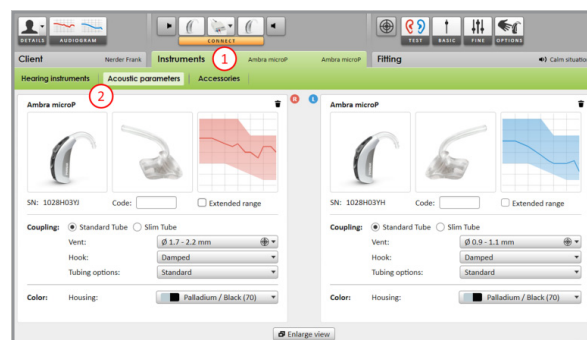 DETAILS AUDIOGRAM CONNECT TEST BASIC FINE OPTIONS
Client Nerder Frank Instruments 1 Ambra microP Ambra microP Fitting Calm situatio
Hearing instruments Acoustic parameters Accessories
2
Ambra microP R L Ambra microP
SN: 1028H03YJ Code: Extended range SN: 1028H03YH Code: Extended range
Coupling: Standard Tube Slim Tube Coupling: Standard Tube Slim Tube
Vent: Ø 1.7 - 2.2 mm Vent: Ø 0.9 - 1.1 mm
Hook: Damped Hook: Damped
Tubing options: Standard Tubing options: Standard
Color: Housing: Palladium / Black (70) Color: Housing: Palladium / Black (70)
Enlarge view